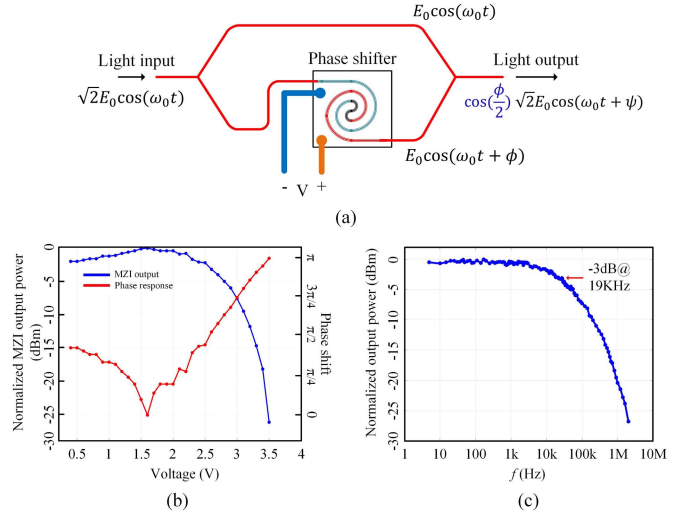 E₀cos(ω₀t)
Light input
Phase shifter
Light output
√2E₀cos(ω₀t)
cos(ϕ/2) √2E₀cos(ω₀t + ψ)
E₀cos(ω₀t + ϕ)
- V +
(a)
Normalized MZI output power
(dBm)
0
-5
-10
-15
-20
-25
-30
MZI output
Phase response
π
3π/4
π/2
π/4
0
Phase shift
0 0.5 1 1.5 2 2.5 3 3.5 4
Voltage (V)
(b)
Normalized output power (dBm)
0
-5
-10
-15
-20
-25
-30
-3dB@
19KHz
1 10 100 1k 10k 100k 1M 10M
f (Hz)
(c)